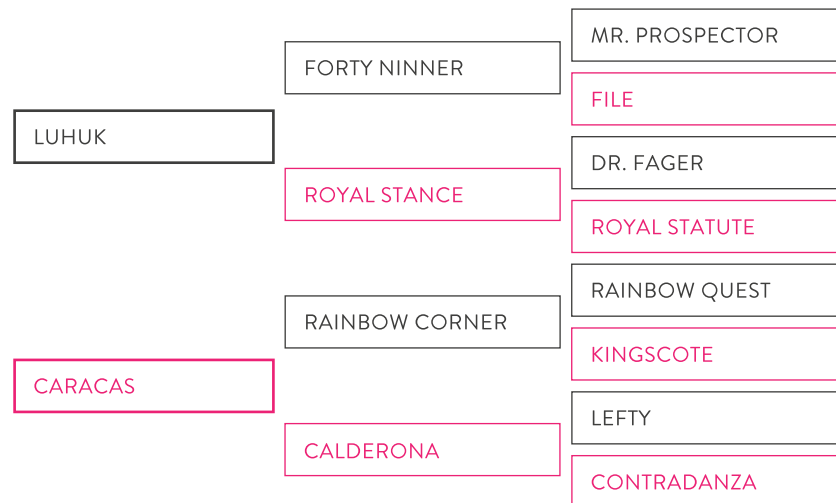 MR. PROSPECTOR
FORTY NINNER
FILE
LUHUK
DR. FAGER
ROYAL STANCE
ROYAL STATUTE
RAINBOW QUEST
RAINBOW CORNER
KINGSCOTE
CARACAS
LEFTY
CALDERONA
CONTRADANZA